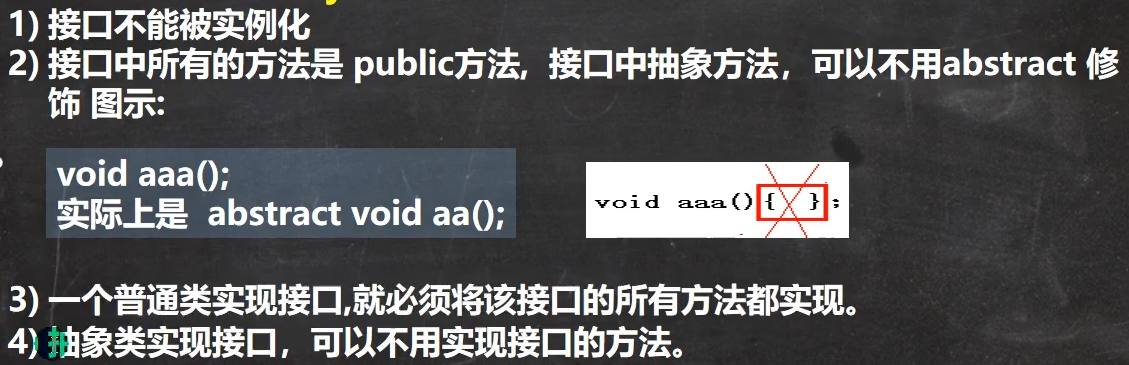 1) 接口不能被实例化
2) 接口中所有的方法是 public方法, 接口中抽象方法，可以不用abstract 修
饰 图示:
void aaa();
实际上是 abstract void aa();
void aaa(){ };
3) 一个普通类实现接口,就必须将该接口的所有方法都实现。
4) 抽象类实现接口，可以不用实现接口的方法。